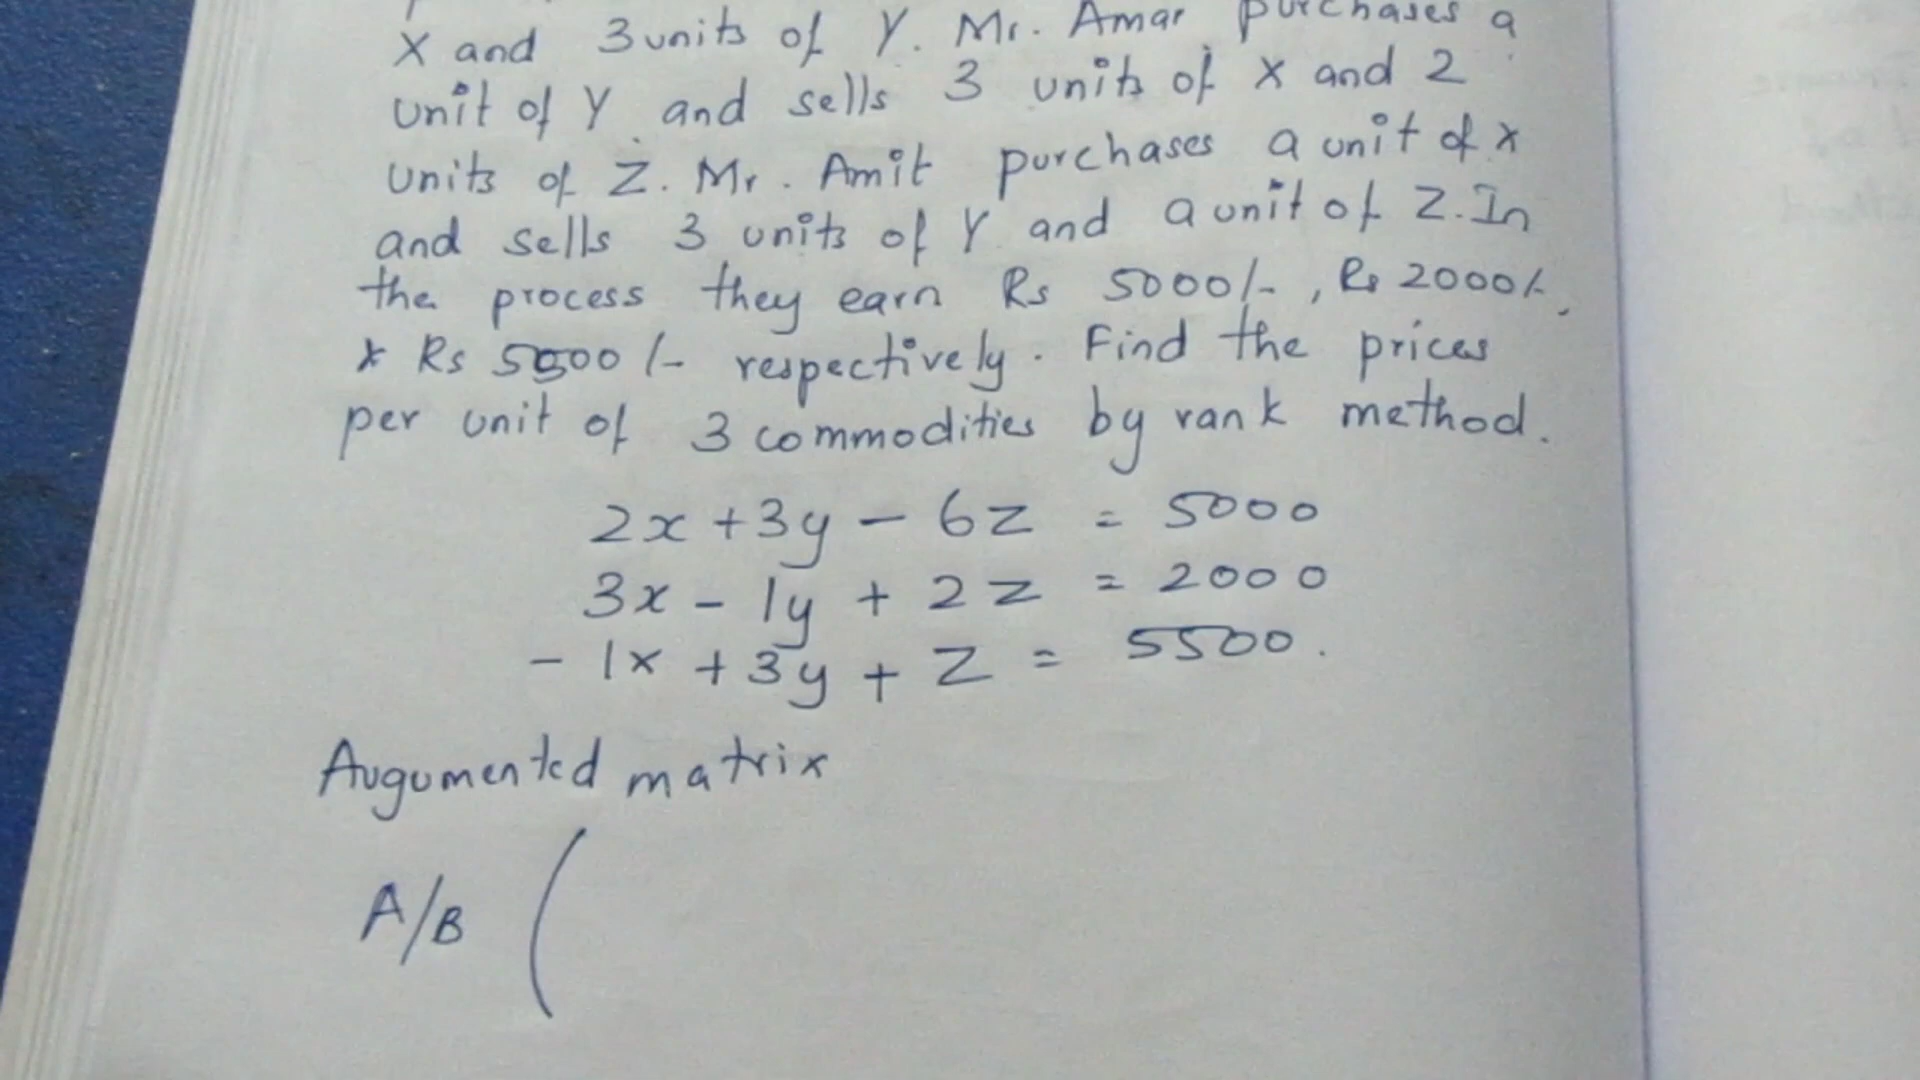 X and 3 units of Y. Mr. Amar purchases a
unit of Y and sells 3 units of X and 2
units of Z. Mr. Amit purchases a unit of X
and sells 3 units of Y and a unit of Z. In
the process they earn Rs 5000/-, Rs 2000/-
& Rs 5500/- respectively. Find the prices
per unit of 3 commodities by rank method.
2x + 3y - 6z = 5000
3x - 1y + 2z = 2000
- 1x + 3y + z = 5500.
Augumented matrix
A/B (